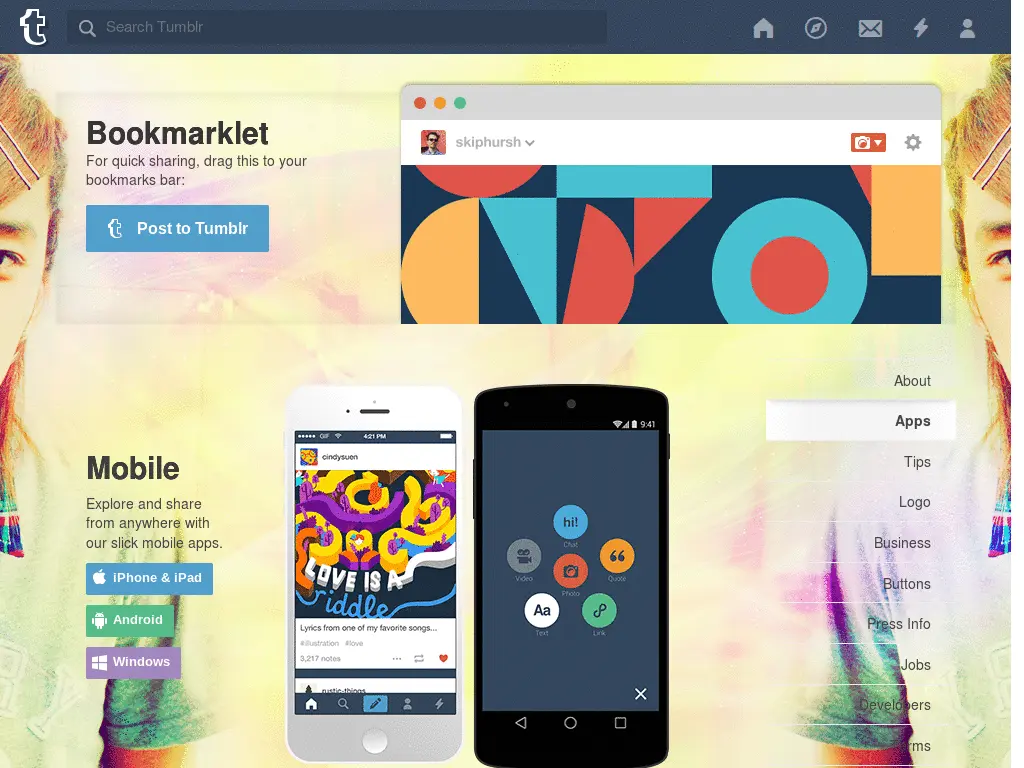 Search Tumblr
Bookmarklet
For quick sharing, drag this to your
bookmarks bar:
Post to Tumblr
skiphursh
About
Apps
Tips
Logo
Business
Buttons
Press Info
Jobs
Developers
Mobile
Explore and share
from anywhere with
our slick mobile apps.
iPhone & iPad
Android
Windows
GIF
4:21 PM
cindysuen
LOVE IS A
riddle
Lyrics from one of my favorite songs...
#illustration #love
3,217 notes
rustic-things
9:41
hi!
Chat
Video
Quote
Photo
Aa
Text
Link